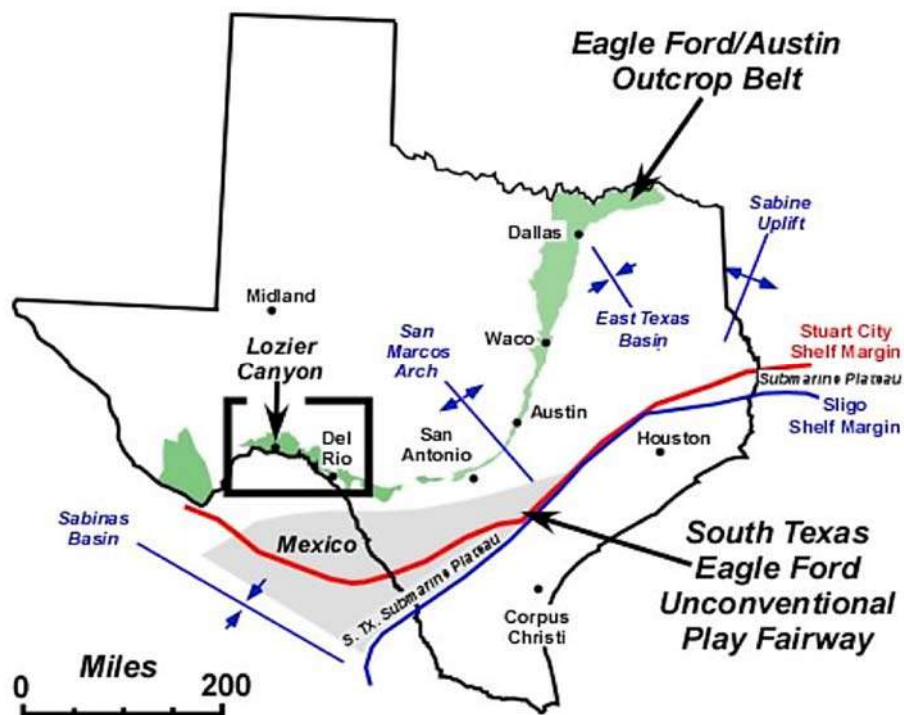 Eagle Ford/Austin
Outcrop Belt
Sabine
Uplift
Dallas
Midland
East Texas
Basin
San
Marcos
Arch
Waco
Stuart City
Shelf Margin
Submarine Plateau
Lozier
Canyon
Austin
Sligo
Shelf Margin
Del
Rio
San
Antonio
Houston
Sabinas
Basin
Mexico
S. TX. Submarine Plateau
South Texas
Eagle Ford
Unconventional
Play Fairway
Corpus
Christi
Miles
0 200